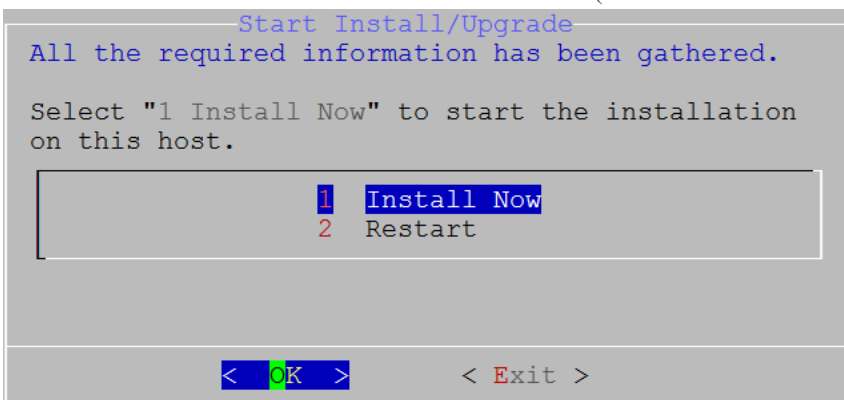 Start Install/Upgrade
All the required information has been gathered.
Select "1 Install Now" to start the installation
on this host.
1 Install Now
2 Restart
< OK > < Exit >